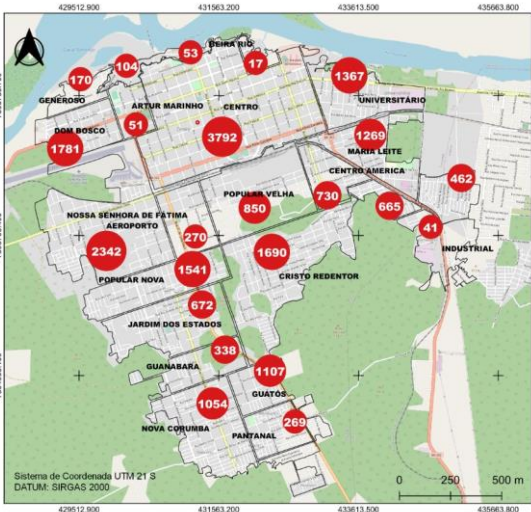 429512.900 431563.200 433613.500 435663.800
BEIRA RIO
53
17
104
170
1367
GENEROSO
UNIVERSITÁRIO
ARTUR MARINHO CENTRO
51
DOM BOSCO
3792
1269
1781
MARIA LEITE
CENTRO AMERICA
462
POPULAR VELHA
730
665
850
NOSSA SENHORA DE FÁTIMA
AEROPORTO
270
41
2342
1690
INDUSTRIAL
1541
POPULAR NOVA
CRISTO REDENTOR
672
JARDIM DOS ESTADOS
338
GUANABARA
1107
GUATÓS
1054
269
NOVA CORUMBA
PANTANAL
Sistema de Coordenada UTM 21 S
DATUM: SIRGAS 2000
0 250 500 m
429512.900 431563.200 433613.500 435663.800